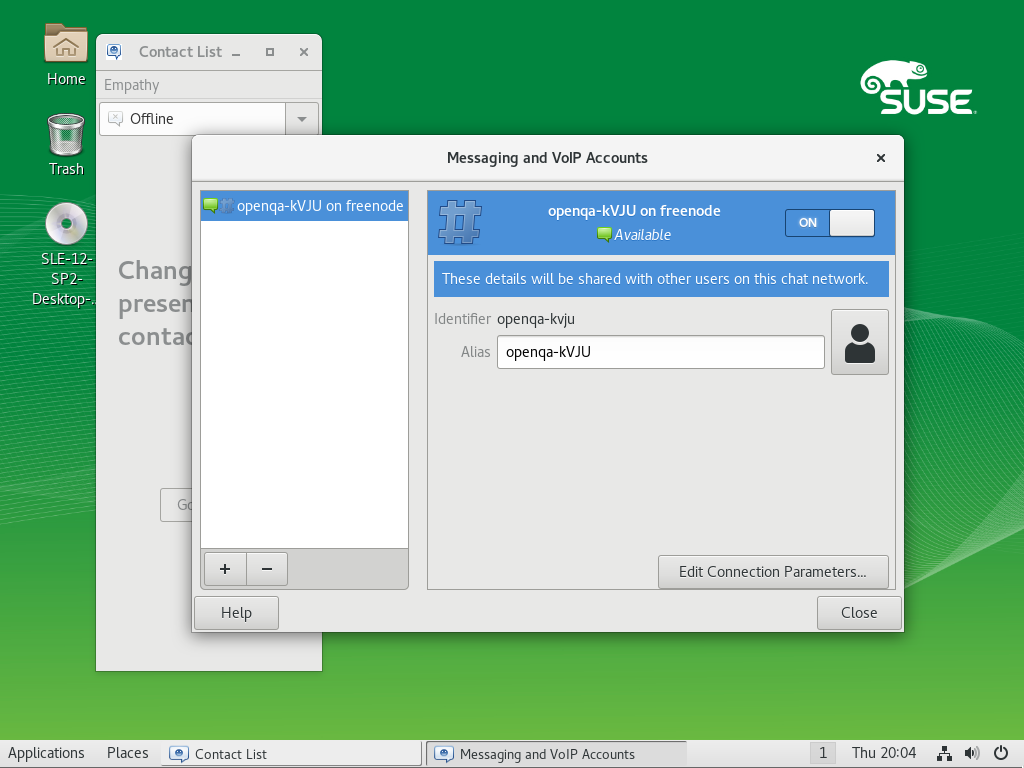 Home
Trash
SLE-12-
SP2-
Desktop-...
SUSE
Contact List
Empathy
Offline
Chang
presen
contac
Go
Messaging and VoIP Accounts
openqa-kVJU on freenode
openqa-kVJU on freenode
Available
ON
These details will be shared with other users on this chat network.
Identifier openqa-kvju
Alias openqa-kVJU
+ −
Edit Connection Parameters...
Help
Close
Applications Places Contact List Messaging and VoIP Accounts 1 Thu 20:04